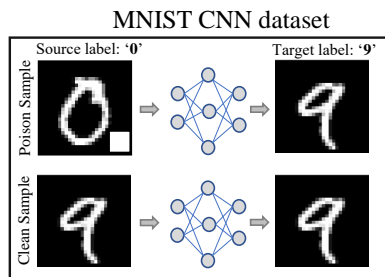 MNIST CNN dataset
Source label: ‘0’ Target label: ‘9’
Poison Sample
Clean Sample